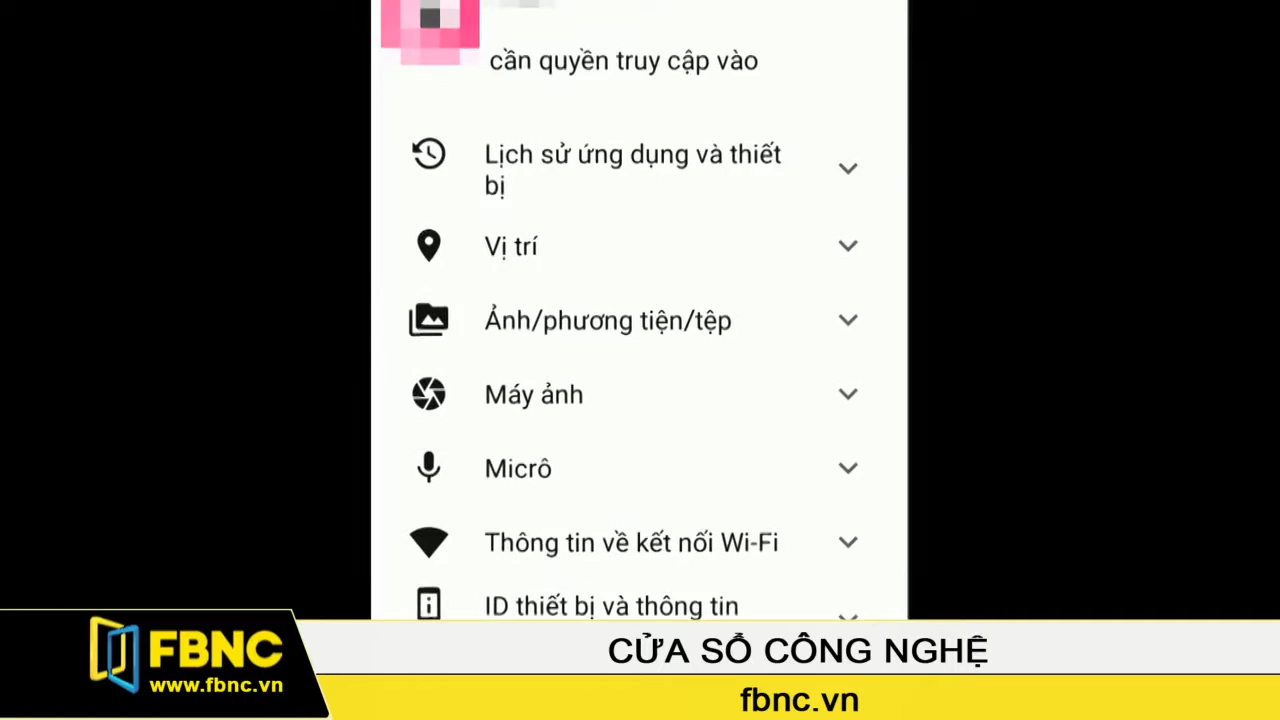 cần quyền truy cập vào
Lịch sử ứng dụng và thiết
bị
Vị trí
Ảnh/phương tiện/tệp
Máy ảnh
Micrô
Thông tin về kết nối Wi-Fi
ID thiết bị và thông tin
FBNC
www.fbnc.vn
CỬA SỔ CÔNG NGHỆ
fbnc.vn